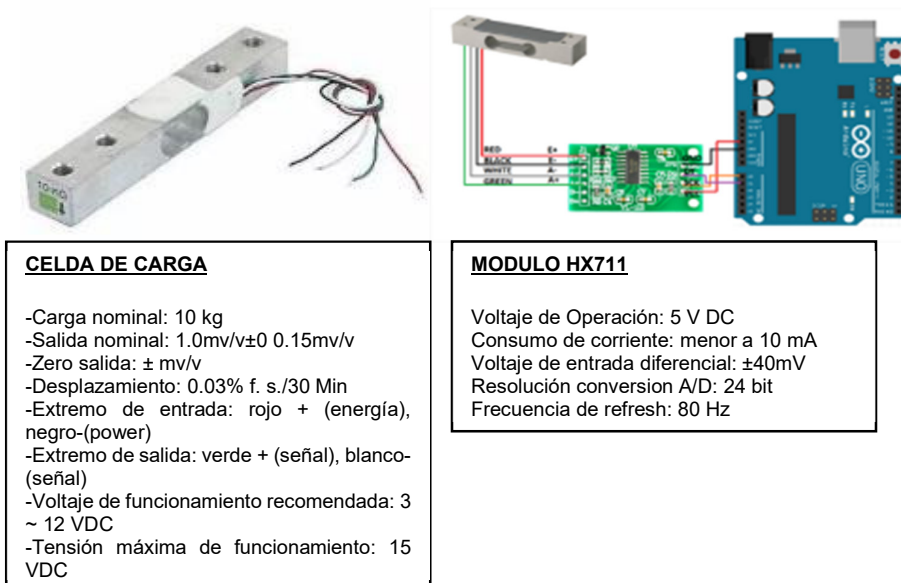 RED E+
BLACK E-
WHITE A-
GREEN A+
UNO
CELDA DE CARGA
-Carga nominal: 10 kg
-Salida nominal: 1.0mv/v±0 0.15mv/v
-Zero salida: ± mv/v
-Desplazamiento: 0.03% f. s./30 Min
-Extremo de entrada: rojo + (energía),
negro-(power)
-Extremo de salida: verde + (señal), blanco-
(señal)
-Voltaje de funcionamiento recomendada: 3
~ 12 VDC
-Tensión máxima de funcionamiento: 15
VDC
MODULO HX711
Voltaje de Operación: 5 V DC
Consumo de corriente: menor a 10 mA
Voltaje de entrada diferencial: ±40mV
Resolución conversion A/D: 24 bit
Frecuencia de refresh: 80 Hz